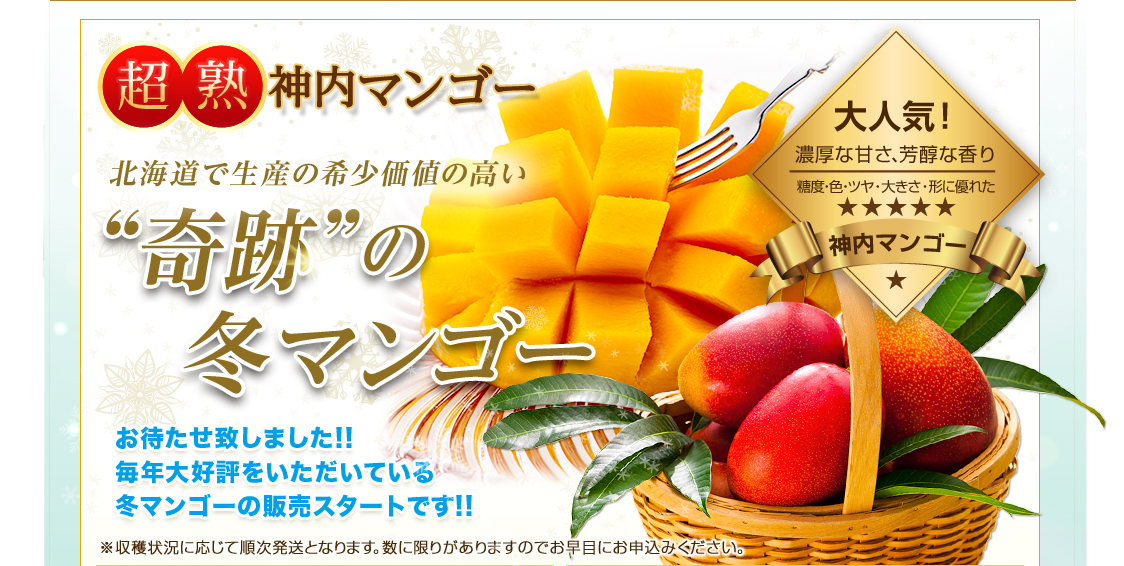 超熟神内マンゴー
北海道で生産の希少価値の高い
“奇跡”の
冬マンゴー
お待たせ致しました!!
毎年大好評をいただいている
冬マンゴーの販売スタートです!!
※収穫状況に応じて順次発送となります。数に限りがありますのでお早目にお申込みください。
大人気!
濃厚な甘さ、芳醇な香り
糖度・色・ツヤ・大きさ・形に優れた
★★★★★
神内マンゴー
★